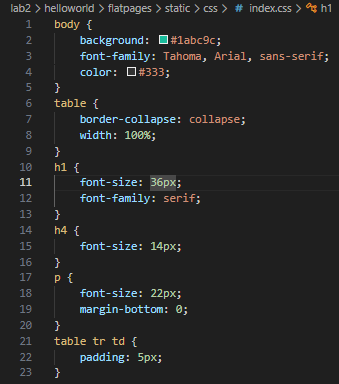 lab2 > helloworld > flatpages > static > css > # index.css > h1
1 body {
2 background: #1abc9c;
3 font-family: Tahoma, Arial, sans-serif;
4 color: #333;
5 }
6 table {
7 border-collapse: collapse;
8 width: 100%;
9 }
10 h1 {
11 font-size: 36px;
12 font-family: serif;
13 }
14 h4 {
15 font-size: 14px;
16 }
17 p {
18 font-size: 22px;
19 margin-bottom: 0;
20 }
21 table tr td {
22 padding: 5px;
23 }